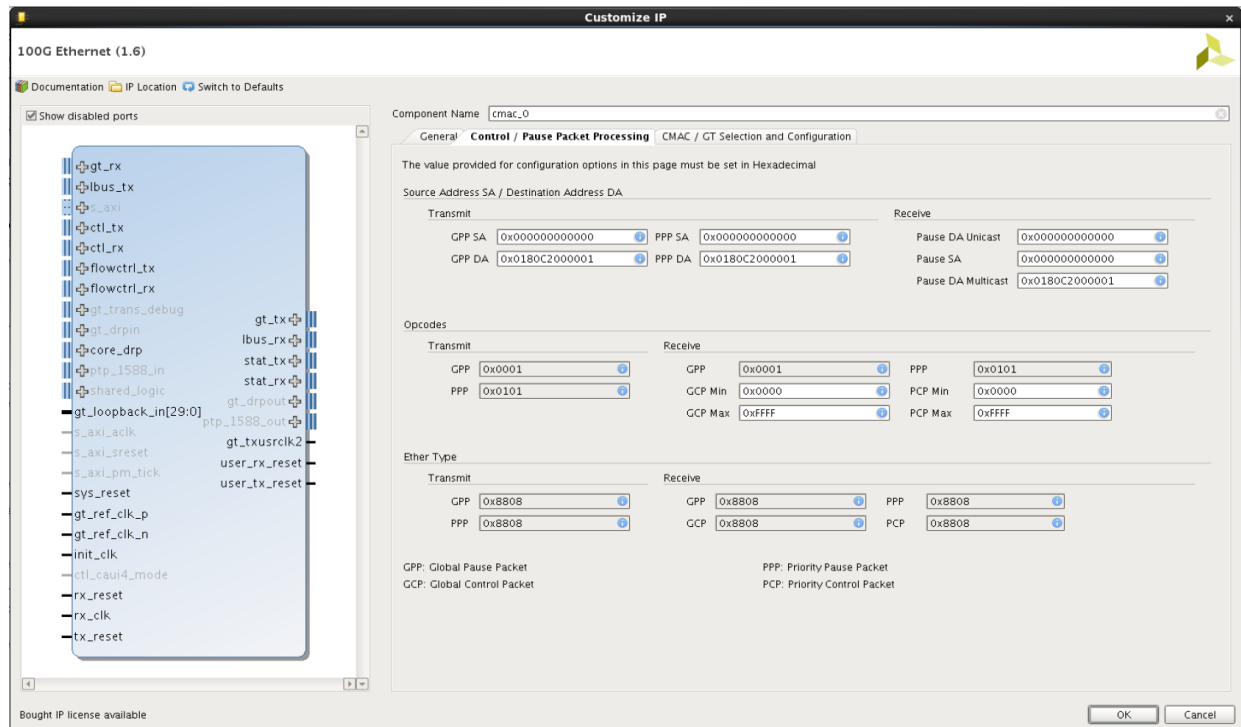 Customize IP
100G Ethernet (1.6)
Documentation IP Location Switch to Defaults
Show disabled ports
gt_rx
lbus_tx
s_axi
ctl_tx
ctl_rx
flowctrl_tx
flowctrl_rx
gt_trans_debug
gt_drpin
core_drp
ptp_1588_in
shared_logic
gt_loopback_in[29:0]
s_axi_aclk
s_axi_sreset
s_axi_pm_tick
sys_reset
gt_ref_clk_p
gt_ref_clk_n
init_clk
ctl_caui4_mode
rx_reset
rx_clk
tx_reset
gt_tx
lbus_rx
stat_tx
stat_rx
gt_drpout
ptp_1588_out
gt_txusrclk2
user_rx_reset
user_tx_reset
Component Name cmac_0
General Control / Pause Packet Processing CMAC / GT Selection and Configuration
The value provided for configuration options in this page must be set in Hexadecimal
Source Address SA / Destination Address DA
Transmit Receive
GPP SA 0x000000000000 PPP SA 0x000000000000 Pause DA Unicast 0x000000000000
GPP DA 0x0180C2000001 PPP DA 0x0180C2000001 Pause SA 0x000000000000
Pause DA Multicast 0x0180C2000001
Opcodes
Transmit Receive
GPP 0x0001 GPP 0x0001 PPP 0x0101
PPP 0x0101 GCP Min 0x0000 PCP Min 0x0000
GCP Max 0xFFFF PCP Max 0xFFFF
Ether Type
Transmit Receive
GPP 0x8808 GPP 0x8808 PPP 0x8808
PPP 0x8808 GCP 0x8808 PCP 0x8808
GPP: Global Pause Packet PPP: Priority Pause Packet
GCP: Global Control Packet PCP: Priority Control Packet
Bought IP license available
OK Cancel